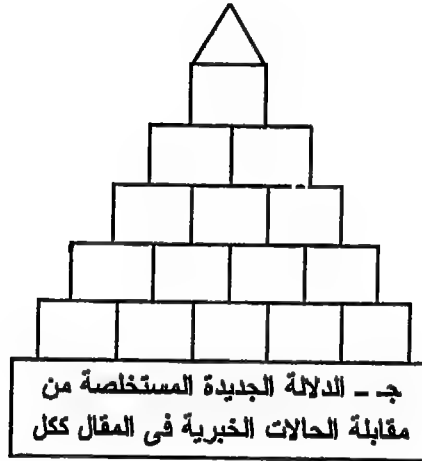 جـ ـ الدلالة الجديدة المستخلصة من
مقابلة الحالات الخبرية فى المقال ككل